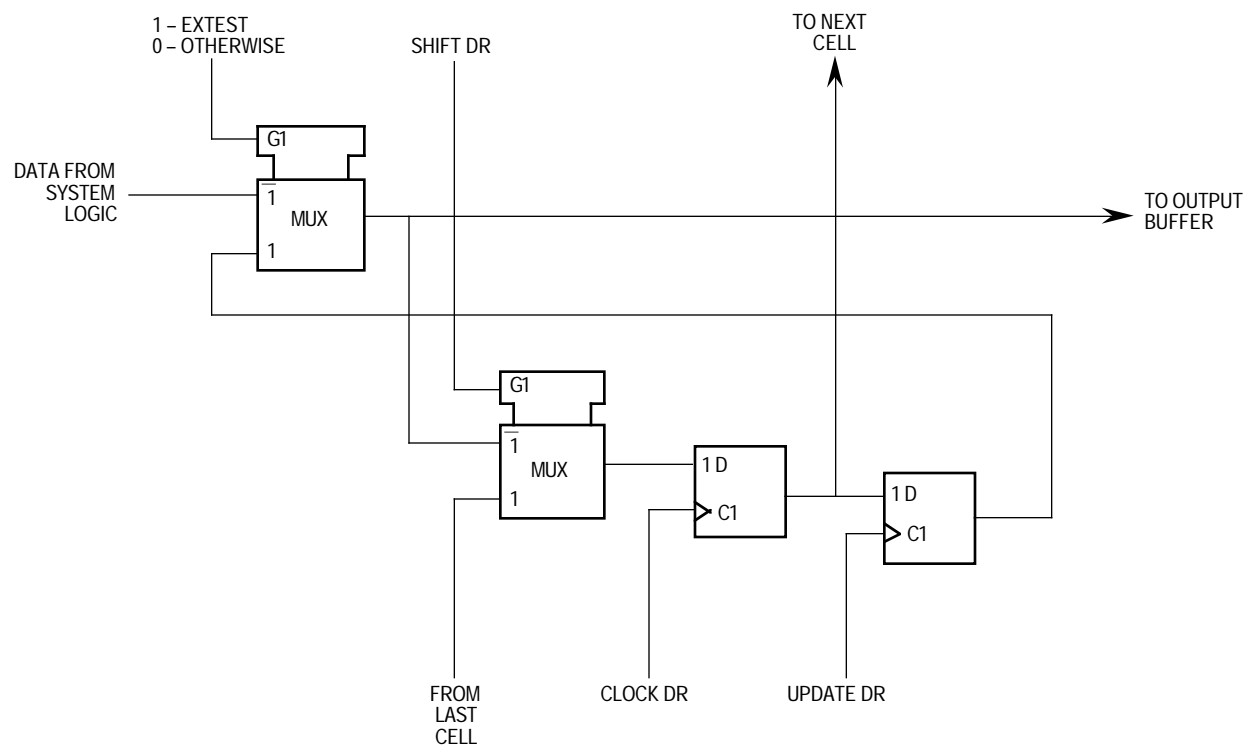 1 – EXTEST
0 – OTHERWISE
SHIFT DR
TO NEXT
CELL
G1
DATA FROM
SYSTEM
LOGIC
1
MUX
1
TO OUTPUT
BUFFER
G1
1
MUX
1
1 D
C1
1 D
C1
FROM
LAST
CELL
CLOCK DR
UPDATE DR